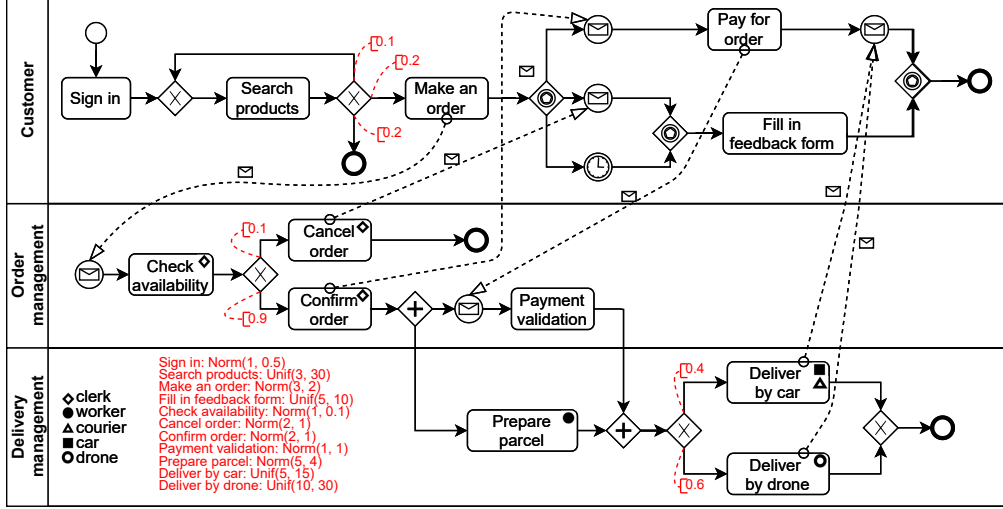 Customer
Sign in
X
Search
products
X
0.1
0.2
0.2
Make an
order
Pay for
order
Fill in
feedback form
Order
management
Check
availability
X
0.1
0.9
Cancel
order
Confirm
order
Payment
validation
Delivery
management
clerk
worker
courier
car
drone
Sign in: Norm(1, 0.5)
Search products: Unif(3, 30)
Make an order: Norm(3, 2)
Fill in feedback form: Unif(5, 10)
Check availability: Norm(1, 0.1)
Cancel order: Norm(2, 1)
Confirm order: Norm(2, 1)
Payment validation: Norm(1, 1)
Prepare parcel: Norm(5, 4)
Deliver by car: Unif(5, 15)
Deliver by drone: Unif(10, 30)
Prepare
parcel
X
0.4
0.6
Deliver
by car
Deliver
by drone
X